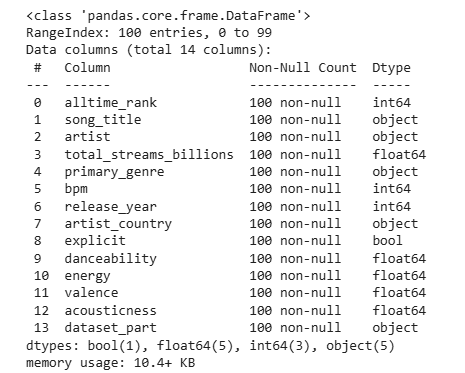 <class 'pandas.core.frame.DataFrame'>
RangeIndex: 100 entries, 0 to 99
Data columns (total 14 columns):
 #   Column                  Non-Null Count  Dtype
---  ------                  --------------  -----
 0   alltime_rank            100 non-null    int64
 1   song_title              100 non-null    object
 2   artist                  100 non-null    object
 3   total_streams_billions  100 non-null    float64
 4   primary_genre           100 non-null    object
 5   bpm                     100 non-null    int64
 6   release_year            100 non-null    int64
 7   artist_country          100 non-null    object
 8   explicit                100 non-null    bool
 9   danceability            100 non-null    float64
 10  energy                  100 non-null    float64
 11  valence                 100 non-null    float64
 12  acousticness            100 non-null    float64
 13  dataset_part            100 non-null    object
dtypes: bool(1), float64(5), int64(3), object(5)
memory usage: 10.4+ KB